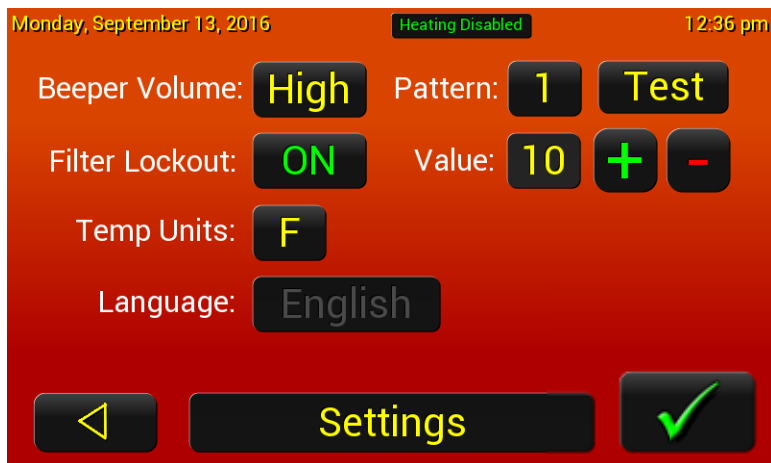 Monday, September 13, 2016 Heating Disabled 12:36 pm
Beeper Volume: High Pattern: 1 Test
Filter Lockout: ON Value: 10 + -
Temp Units: F
Language: English
Settings